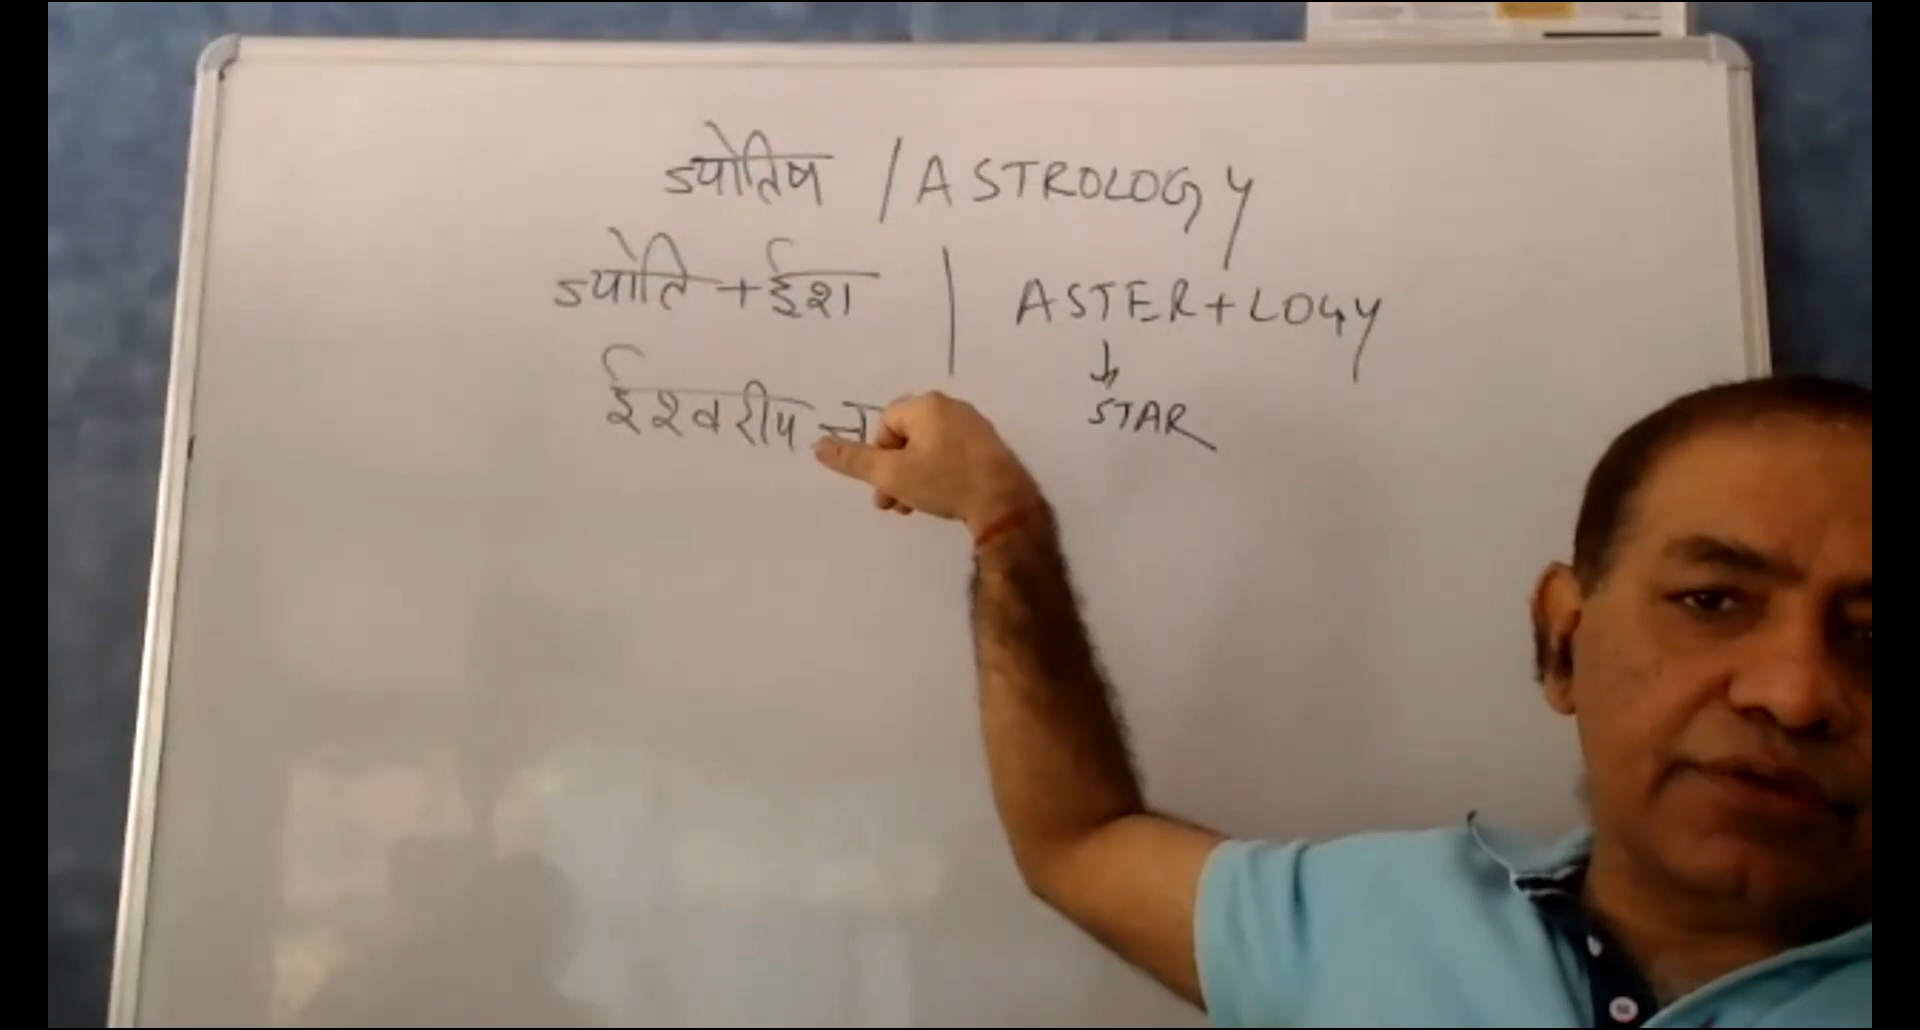 ज्योतिष / ASTROLOGY
ज्योति + ईश | ASTER + LOGY
ईश्वरीय STAR